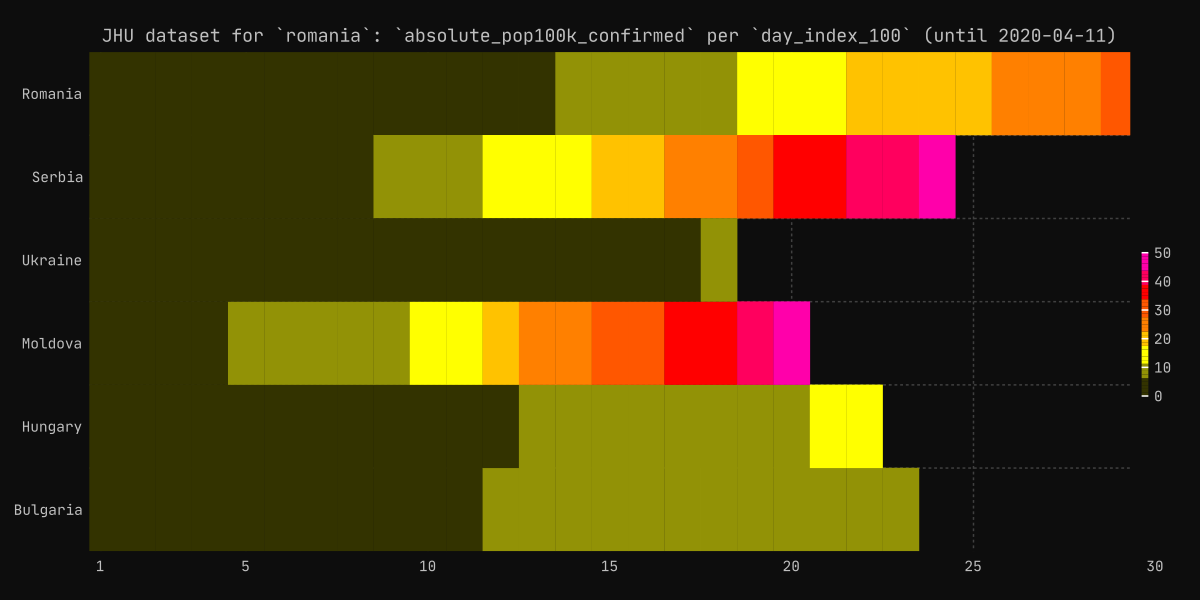 JHU dataset for `romania`: `absolute_pop100k_confirmed` per `day_index_100` (until 2020-04-11)
Romania
Serbia
Ukraine
Moldova
Hungary
Bulgaria
50
40
30
20
10
0
1 5 10 15 20 25 30